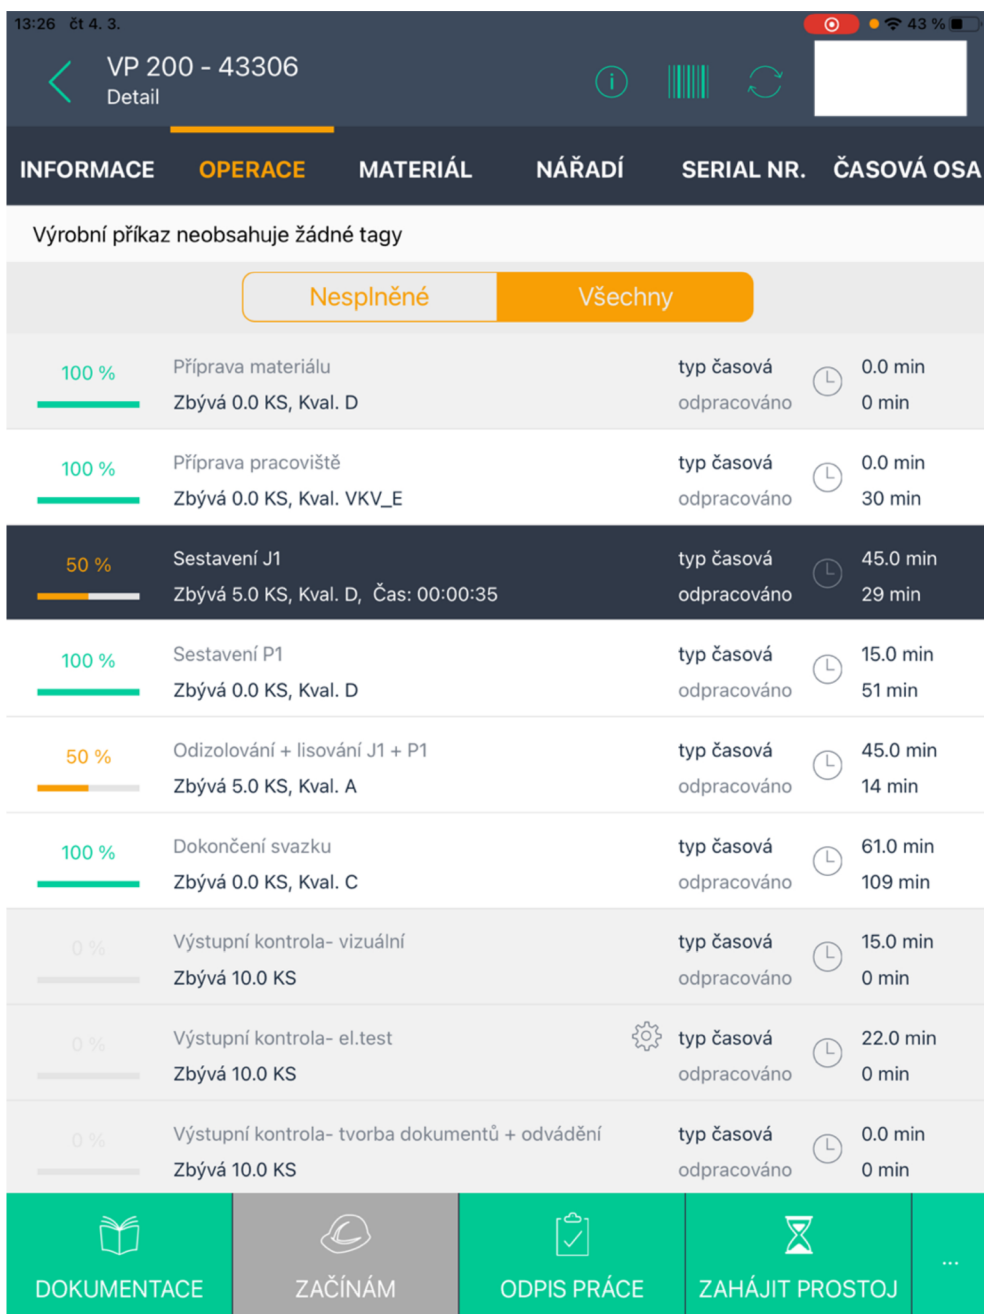 13:26 čt 4. 3.
43 %
VP 200 - 43306
Detail
INFORMACE OPERACE MATERIÁL NÁŘADÍ SERIAL NR. ČASOVÁ OSA
Výrobní příkaz neobsahuje žádné tagy
Nesplněné Všechny
100 % Příprava materiálu typ časová 0.0 min
Zbývá 0.0 KS, Kval. D odpracováno 0 min
100 % Příprava pracoviště typ časová 0.0 min
Zbývá 0.0 KS, Kval. VKV_E odpracováno 30 min
50 % Sestavení J1 typ časová 45.0 min
Zbývá 5.0 KS, Kval. D, Čas: 00:00:35 odpracováno 29 min
100 % Sestavení P1 typ časová 15.0 min
Zbývá 0.0 KS, Kval. D odpracováno 51 min
50 % Odizolování + lisování J1 + P1 typ časová 45.0 min
Zbývá 5.0 KS, Kval. A odpracováno 14 min
100 % Dokončení svazku typ časová 61.0 min
Zbývá 0.0 KS, Kval. C odpracováno 109 min
0 % Výstupní kontrola- vizuální typ časová 15.0 min
Zbývá 10.0 KS odpracováno 0 min
0 % Výstupní kontrola- el.test typ časová 22.0 min
Zbývá 10.0 KS odpracováno 0 min
0 % Výstupní kontrola- tvorba dokumentů + odvádění typ časová 0.0 min
Zbývá 10.0 KS odpracováno 0 min
DOKUMENTACE ZAČÍNÁM ODPIS PRÁCE ZAHÁJIT PROSTOJ ...